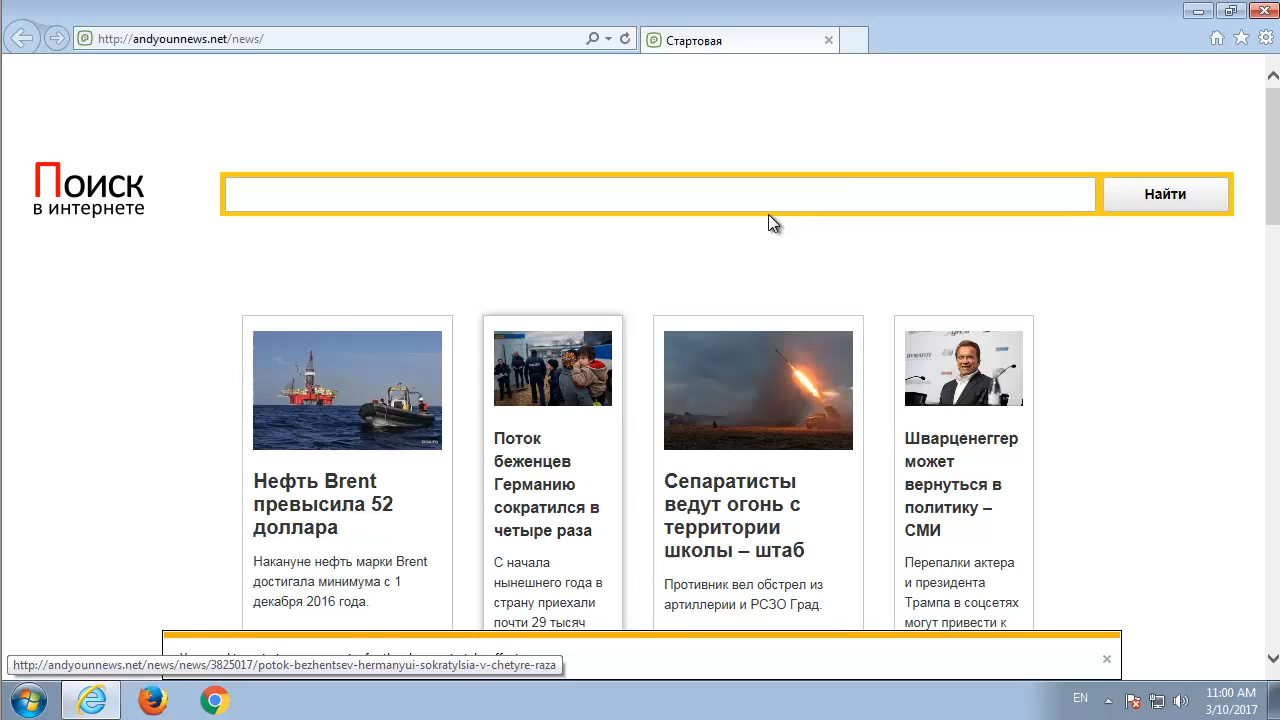 http://andyounnews.net/news/
Стартовая
Поиск
в интернете
Найти
Нефть Brent
превысила 52
доллара
Накануне нефть марки Brent
достигала минимума с 1
декабря 2016 года.
Поток
беженцев
Германию
сократился в
четыре раза
С начала
нынешнего года в
страну приехали
почти 29 тысяч
Сепаратисты
ведут огонь с
территории
школы – штаб
Противник вел обстрел из
артиллерии и РСЗО Град.
Шварценеггер
может
вернуться в
политику –
СМИ
Перепалки актера
и президента
Трампа в соцсетях
могут привести к
http://andyounnews.net/news/news/3825017/potok-bezhentsev-hermanyui-sokratylsia-v-chetyre-raza
EN
11:00 AM
3/10/2017